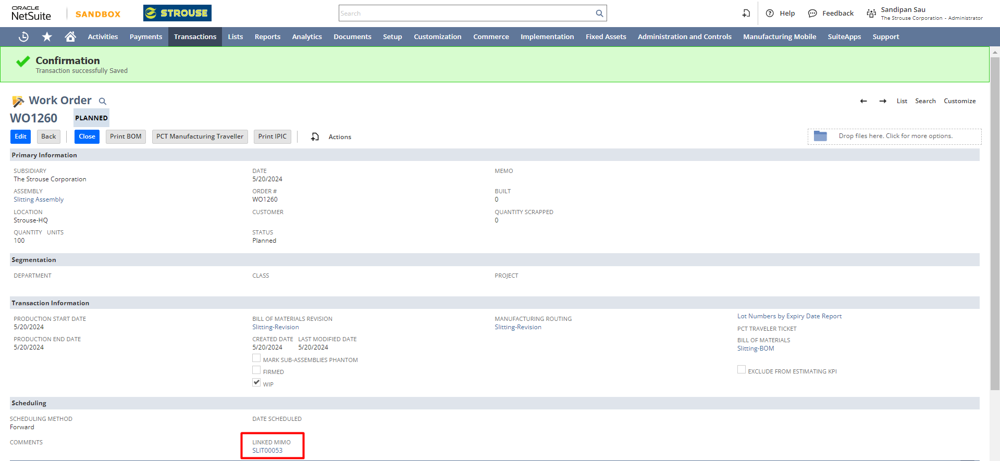 ORACLE
NetSuite
SANDBOX
STROUSE
Search
Help
Feedback
Sandipan Sau
The Strouse Corporation - Administrator
Activities Payments Transactions Lists Reports Analytics Documents Setup Customization Commerce Implementation Fixed Assets Administration and Controls Manufacturing Mobile SuiteApps Support
Confirmation
Transaction successfully Saved
Work Order
List Search Customize
WO1260 PLANNED
Edit Back Close Print BOM PCT Manufacturing Traveller Print IPIC Actions
Drop files here. Click for more options.
Primary Information
SUBSIDIARY DATE MEMO
The Strouse Corporation 5/20/2024
ASSEMBLY ORDER # BUILT
Slitting Assembly WO1260 0
LOCATION CUSTOMER QUANTITY SCRAPPED
Strouse-HQ 0
QUANTITY UNITS STATUS
100 Planned
Segmentation
DEPARTMENT CLASS PROJECT
Transaction Information
PRODUCTION START DATE BILL OF MATERIALS REVISION MANUFACTURING ROUTING Lot Numbers by Expiry Date Report
5/20/2024 Slitting-Revision Slitting-Revision PCT TRAVELER TICKET
PRODUCTION END DATE CREATED DATE LAST MODIFIED DATE BILL OF MATERIALS
5/20/2024 5/20/2024 5/20/2024 Slitting-BOM
MARK SUB-ASSEMBLIES PHANTOM
FIRMED EXCLUDE FROM ESTIMATING KPI
WIP
Scheduling
SCHEDULING METHOD DATE SCHEDULED
Forward
COMMENTS LINKED MIMO
SLIT00053